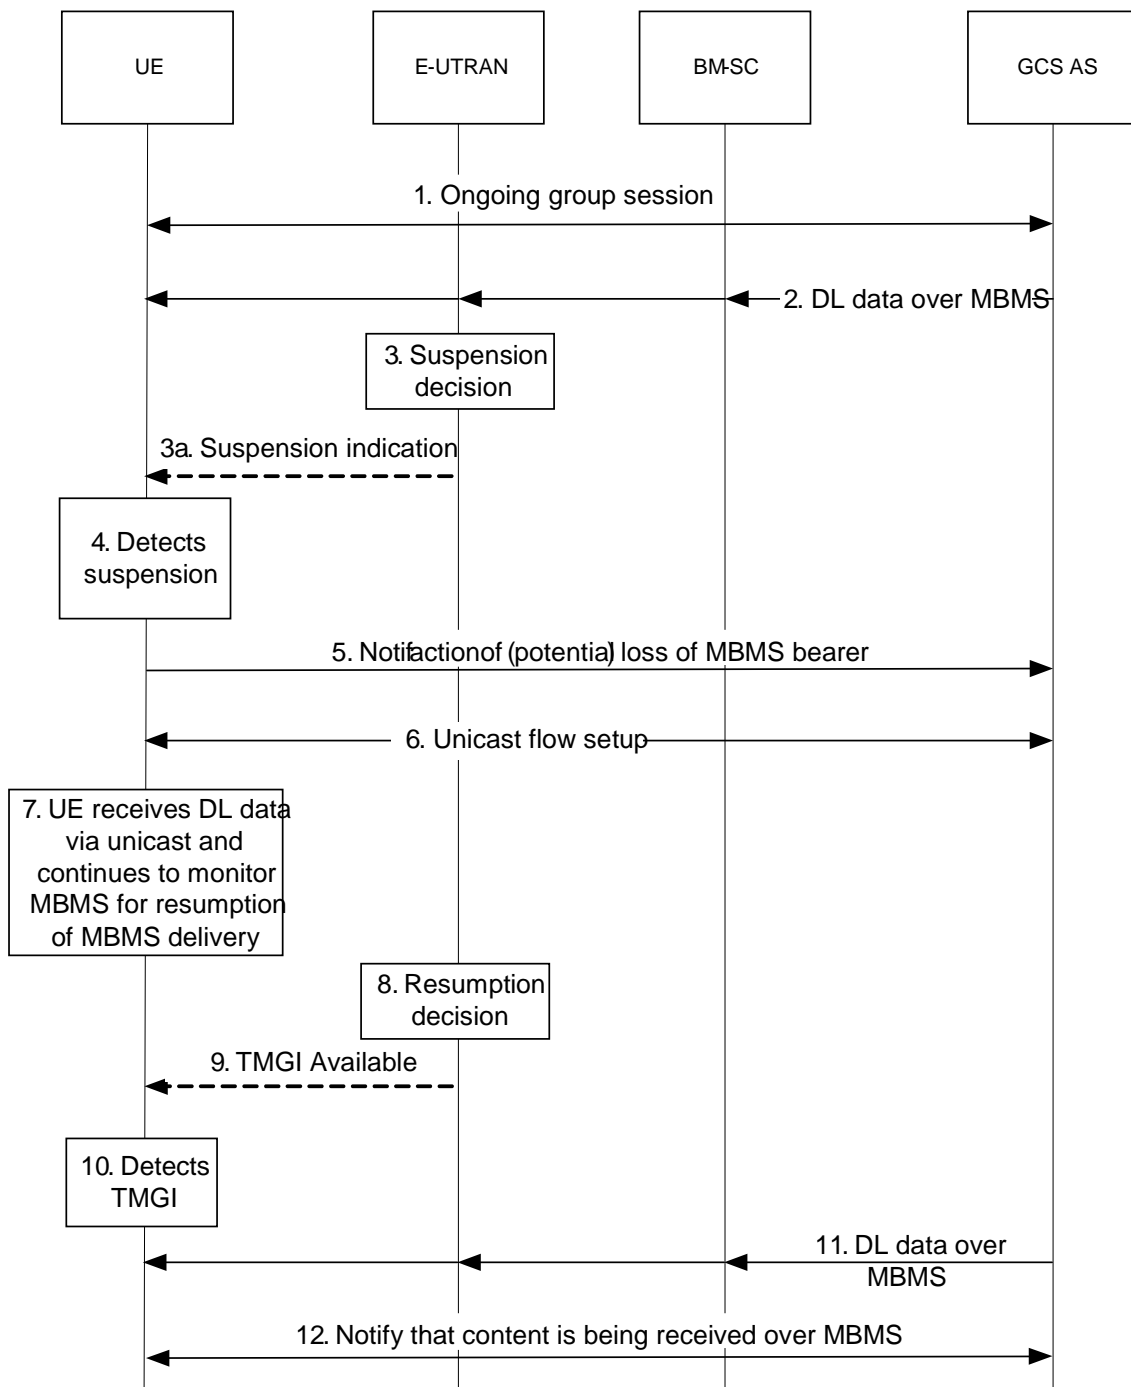 UE
E-UTRAN
BM-SC
GCS AS
1. Ongoing group session
2. DL data over MBMS
3. Suspension
decision
3a. Suspension indication
4. Detects
suspension
5. Notifactionof (potential) loss of MBMS bearer
6. Unicast flow setup
7. UE receives DL data
via unicast and
continues to monitor
MBMS for resumption
of MBMS delivery
8. Resumption
decision
9. TMGI Available
10. Detects
TMGI
11. DL data over
MBMS
12. Notify that content is being received over MBMS